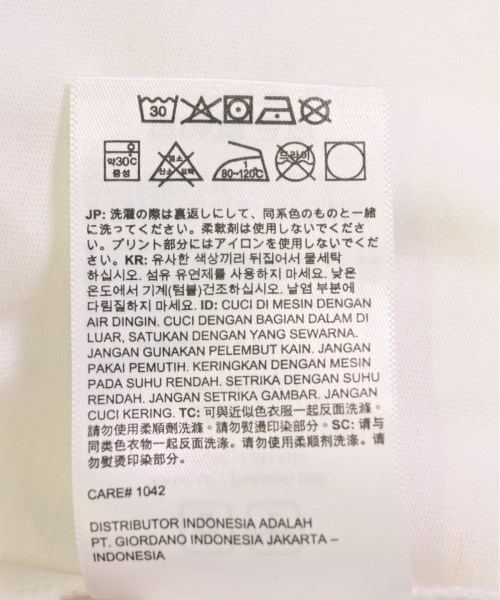 30
약30℃
중성
염소
산소 표백
80~120℃
드라이
JP: 洗濯の際は裏返しにして、同系色のものと一緒
に洗ってください。柔軟剤は使用しないでくださ
い。プリント部分にはアイロンを使用しないでくだ
さい。KR: 유사한 색상끼리 뒤집어서 물세탁
하십시오. 섬유 유연제를 사용하지 마세요. 낮은
온도에서 기계(텀블)건조하십시오. 날염 부분에
다림질하지 마세요. ID: CUCI DI MESIN DENGAN
AIR DINGIN. CUCI DENGAN BAGIAN DALAM DI
LUAR, SATUKAN DENGAN YANG SEWARNA.
JANGAN GUNAKAN PELEMBUT KAIN. JANGAN
PAKAI PEMUTIH. KERINGKAN DENGAN MESIN
PADA SUHU RENDAH. SETRIKA DENGAN SUHU
RENDAH. JANGAN SETRIKA GAMBAR. JANGAN
CUCI KERING. TC: 可與近似色衣服一起反面洗滌。
請勿使用柔順劑洗滌。請勿熨燙印染部分。SC: 请与
同类色衣物一起反面洗涤。请勿使用柔顺剂洗涤。请
勿熨烫印染部分。
CARE# 1042
DISTRIBUTOR INDONESIA ADALAH
PT. GIORDANO INDONESIA JAKARTA –
INDONESIA